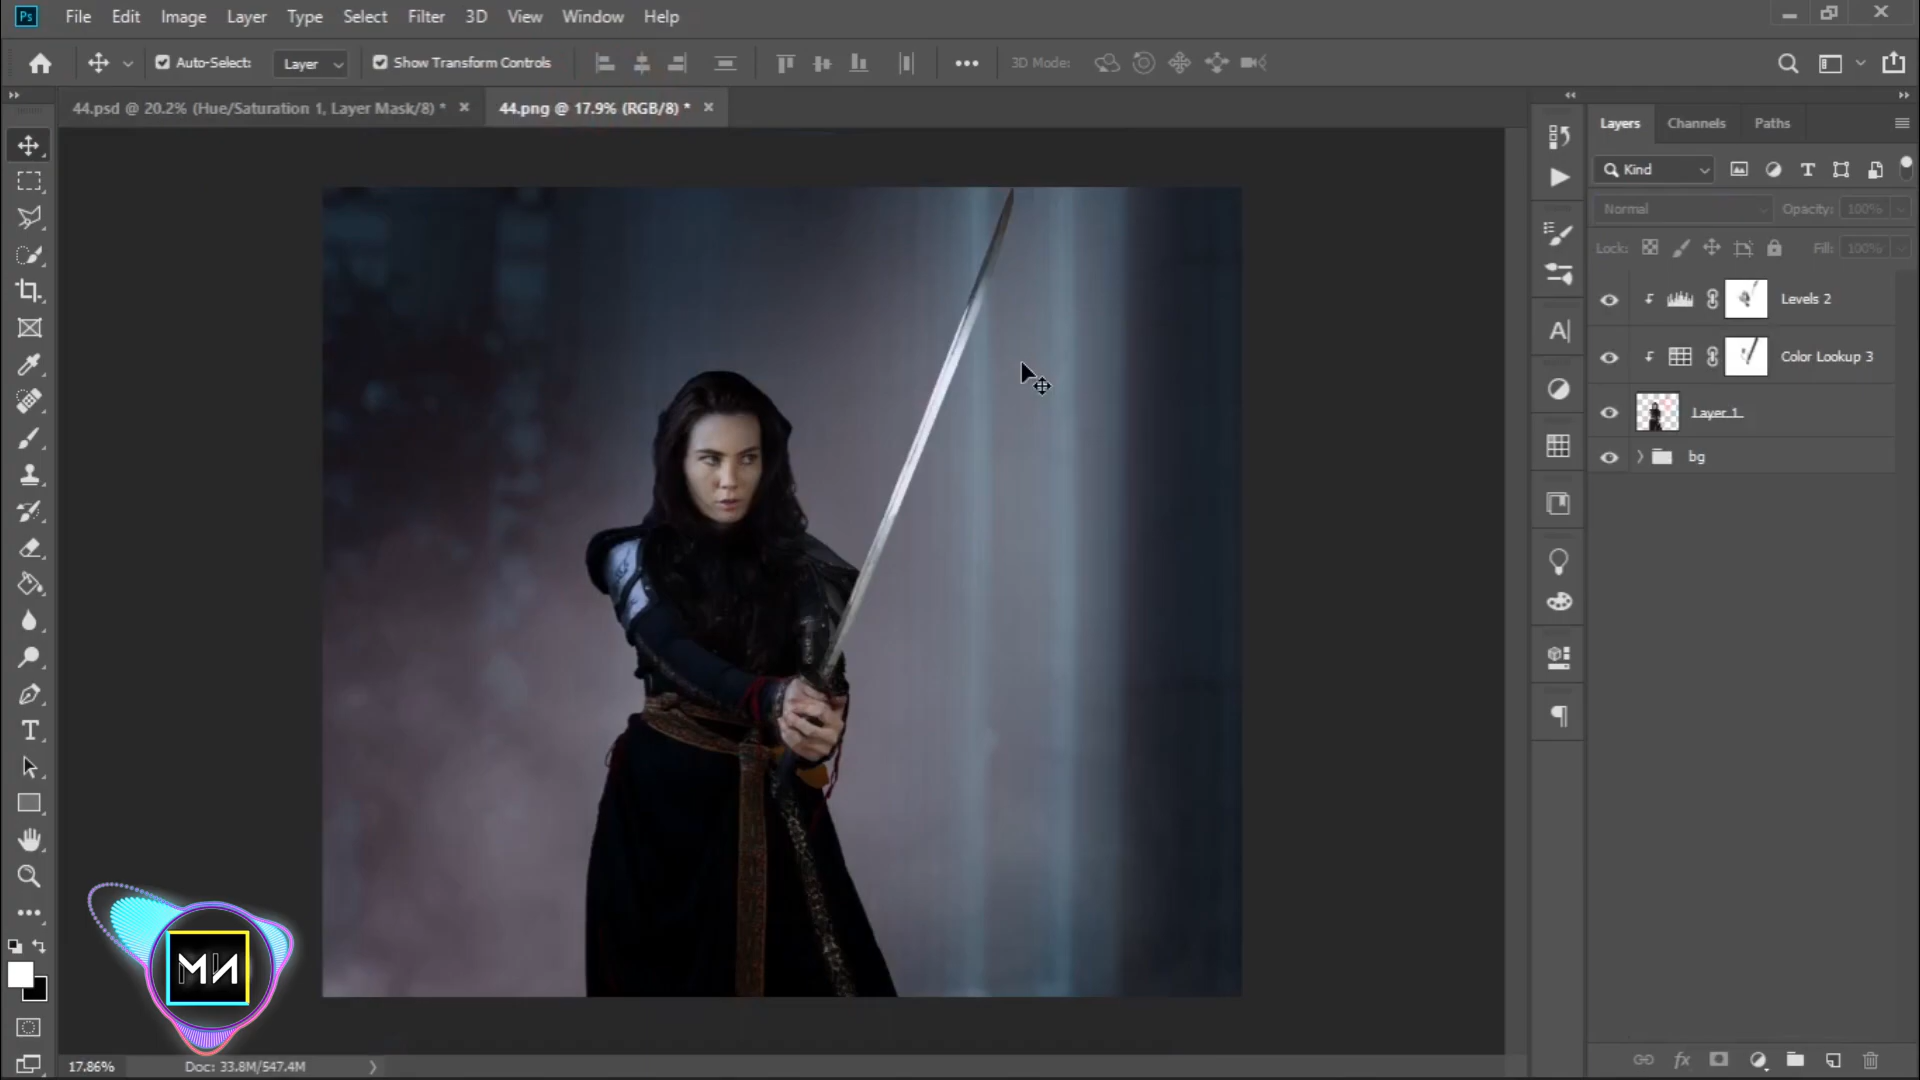 Ps File Edit Image Layer Type Select Filter 3D View Window Help
Auto-Select: Layer Show Transform Controls 3D Mode:
44.psd @ 20.2% (Hue/Saturation 1, Layer Mask/8) * 44.png @ 17.9% (RGB/8) *
Layers Channels Paths
Kind
Normal Opacity: 100%
Lock: Fill: 100%
Levels 2
Color Lookup 3
Layer 1
bg
17.86% Doc: 33.8M/547.4M